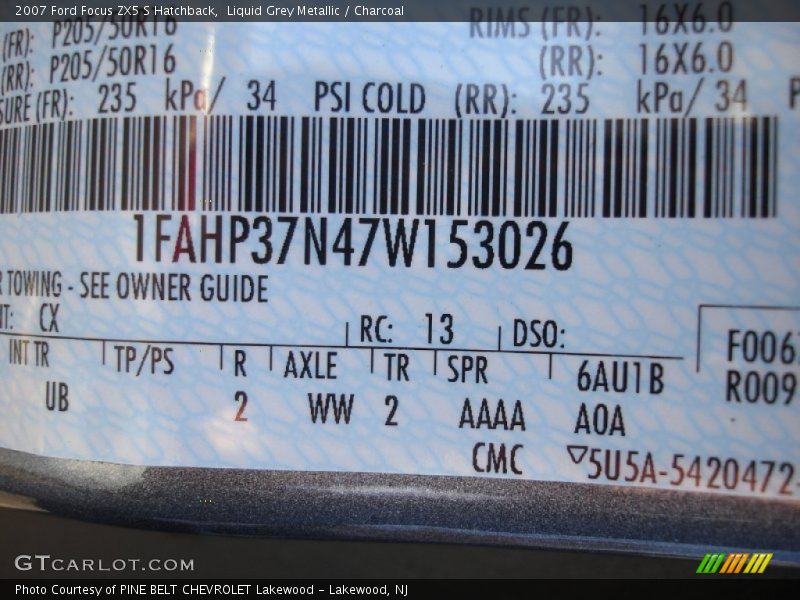 2007 Ford Focus ZX5 S Hatchback, Liquid Grey Metallic / Charcoal
(FR): P205/50R16 RIMS (FR): 16X6.0
(RR): P205/50R16 (RR): 16X6.0
SURE (FR): 235 kPa/ 34 PSI COLD (RR): 235 kPa/ 34 P
1FAHP37N47W153026
R TOWING - SEE OWNER GUIDE
NT: CX RC: 13 DSO:
INT TR TP/PS R AXLE TR SPR 6AU1B F006
UB 2 WW 2 AAAA A0A R009
CMC ▽5U5A-5420472-
GTCARLOT.COM
Photo Courtesy of PINE BELT CHEVROLET Lakewood - Lakewood, NJ